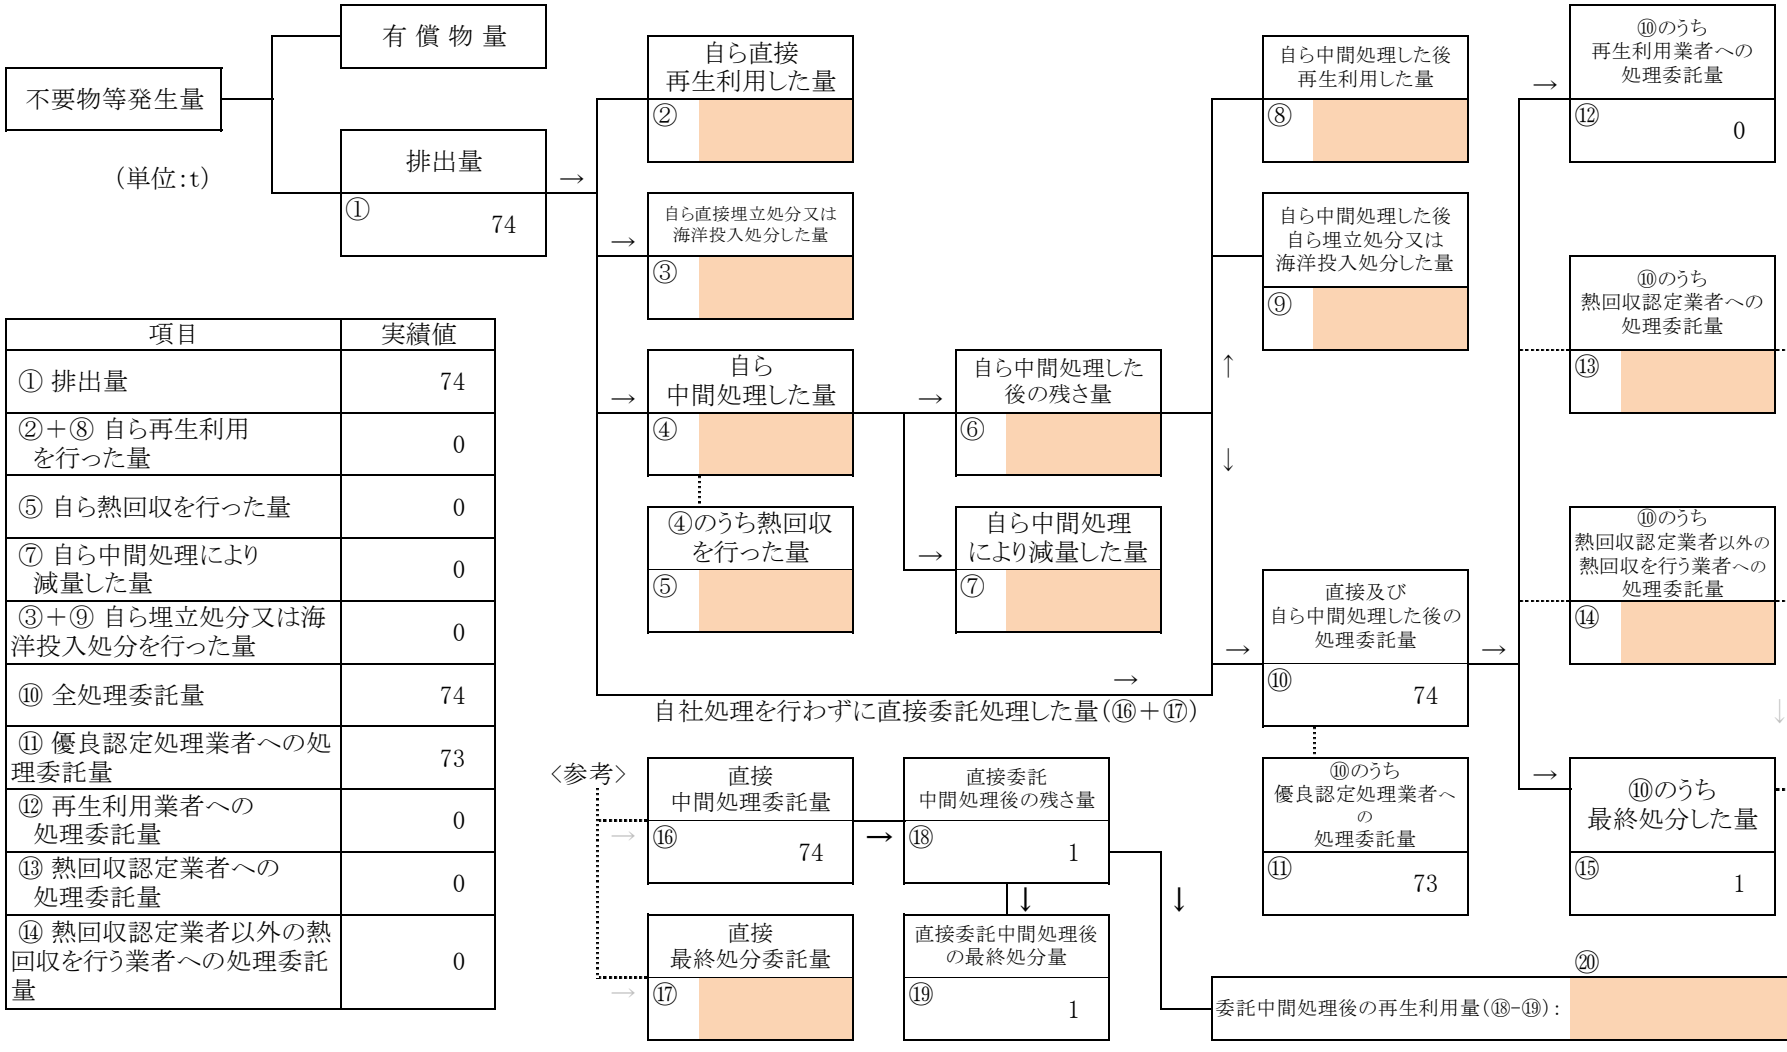 有 償 物 量
不要物等発生量
(単位:t)
排出量
→
①
74
自ら直接
再生利用した量
②
→
自ら直接埋立処分又は
海洋投入処分した量
③
→
自ら
中間処理した量
④
④のうち熱回収
を行った量
⑤
→
自ら中間処理した
後の残さ量
⑥
→
自ら中間処理
により減量した量
⑦
↑
↓
自ら中間処理した後
再生利用した量
⑧
自ら中間処理した後
自ら埋立処分又は
海洋投入処分した量
⑨
→
直接及び
自ら中間処理した後の
処理委託量
⑩
74
→
自社処理を行わずに直接委託処理した量(⑯+⑰)
⑩のうち
優良認定処理業者へ
の
処理委託量
⑪
73
→
→
⑩のうち
再生利用業者への
処理委託量
⑫
0
⑩のうち
熱回収認定業者への
処理委託量
⑬
⑩のうち
熱回収認定業者以外の
熱回収を行う業者への
処理委託量
⑭
↓
→
⑩のうち
最終処分した量
⑮
1
項目 実績値
① 排出量 74
②+⑧ 自ら再生利用
を行った量 0
⑤ 自ら熱回収を行った量 0
⑦ 自ら中間処理により
減量した量 0
③+⑨ 自ら埋立処分又は海
洋投入処分を行った量 0
⑩ 全処理委託量 74
⑪ 優良認定処理業者への処
理委託量 73
⑫ 再生利用業者への
処理委託量 0
⑬ 熱回収認定業者への
処理委託量 0
⑭ 熱回収認定業者以外の熱
回収を行う業者への処理委託
量 0
<参考>
→
直接
中間処理委託量
⑯
74
→
直接委託
中間処理後の残さ量
⑱
1
↓
↓
→
直接
最終処分委託量
⑰
直接委託中間処理後
の最終処分量
⑲
1
⑳
委託中間処理後の再生利用量(⑱-⑲):